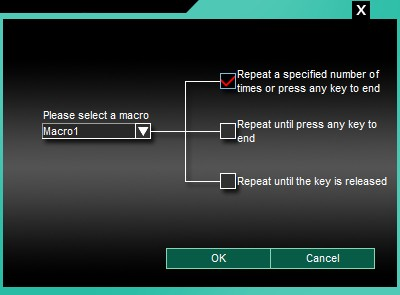 X
Repeat a specified number of
times or press any key to end
Please select a macro
Macro1
Repeat until press any key to
end
Repeat until the key is released
OK
Cancel